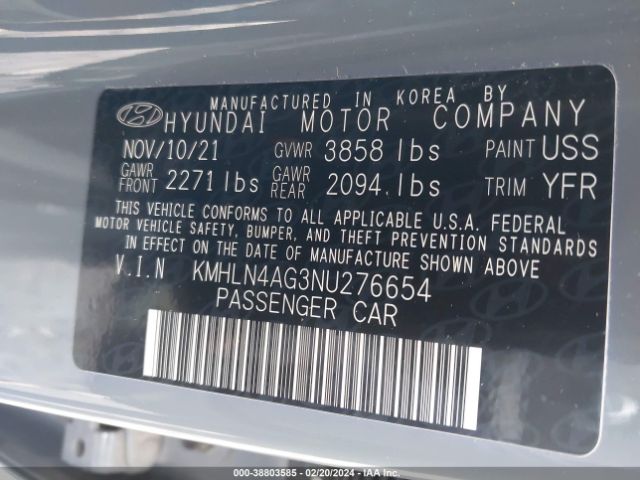 MANUFACTURED IN KOREA BY
HYUNDAI MOTOR COMPANY
NOV/10/21 GVWR 3858 lbs PAINT USS
GAWR FRONT 2271 lbs GAWR REAR 2094 lbs TRIM YFR
THIS VEHICLE CONFORMS TO ALL APPLICABLE U.S.A. FEDERAL
MOTOR VEHICLE SAFETY, BUMPER, AND THEFT PREVENTION STANDARDS
IN EFFECT ON THE DATE OF MANUFACTURE SHOWN ABOVE
V.I.N KMHLN4AG3NU276654
PASSENGER CAR
000-38803585 - 02/20/2024 - IAA Inc.